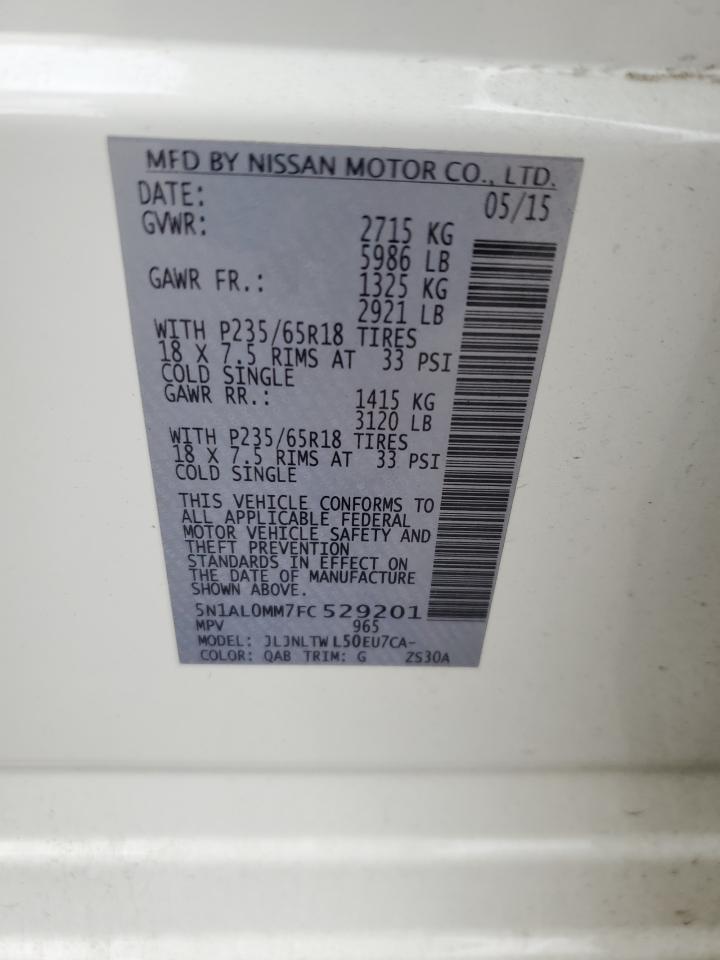 MFD BY NISSAN MOTOR CO., LTD.
DATE: 05/15
GVWR: 2715 KG
5986 LB
GAWR FR.: 1325 KG
2921 LB
WITH P235/65R18 TIRES
18 X 7.5 RIMS AT 33 PSI
COLD SINGLE
GAWR RR.: 1415 KG
3120 LB
WITH P235/65R18 TIRES
18 X 7.5 RIMS AT 33 PSI
COLD SINGLE
THIS VEHICLE CONFORMS TO
ALL APPLICABLE FEDERAL
MOTOR VEHICLE SAFETY AND
THEFT PREVENTION
STANDARDS IN EFFECT ON
THE DATE OF MANUFACTURE
SHOWN ABOVE.
5N1AL0MM7FC529201
MPV 965
MODEL: JLJNLTW L50EU7CA-
COLOR: QAB TRIM: G ZS30A